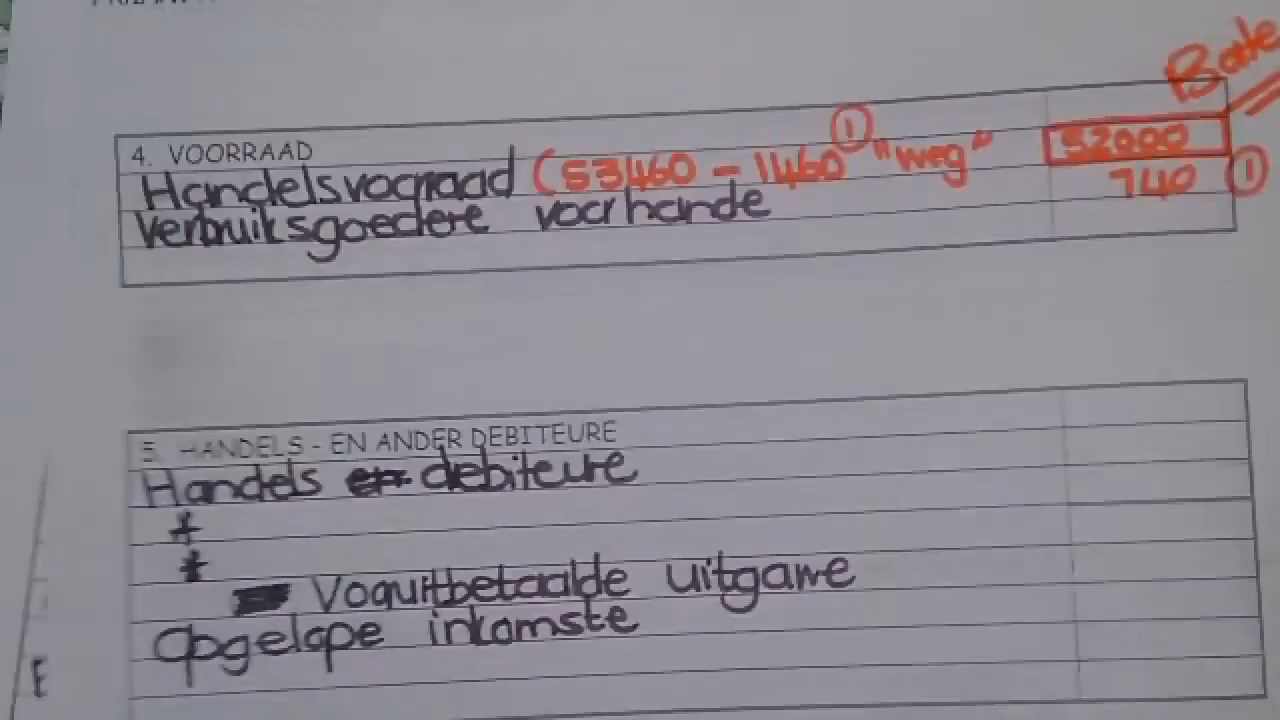 4. VOORRAAD
Handelsvoorraad (53460 - 1460 ① "weg" 52000
Verbruiksgoedere voorhande 740 ①
5. HANDELS - EN ANDER DEBITEURE
Handels debiteure
*
*
Vooruitbetaalde uitgawe
Opgelope inkomste
E